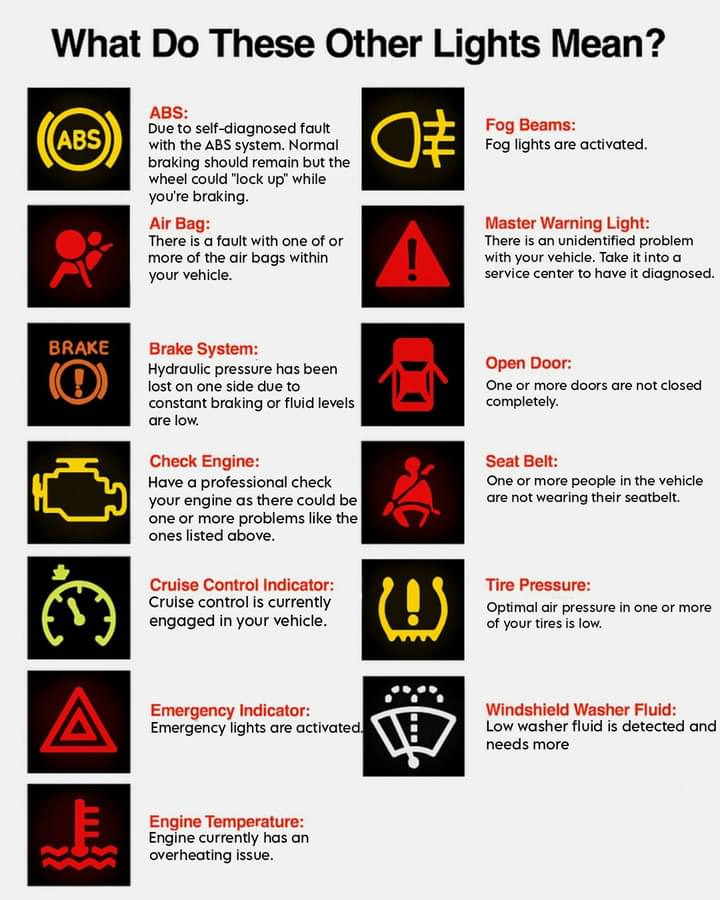 What Do These Other Lights Mean?
ABS
ABS:
Due to self-diagnosed fault
with the ABS system. Normal
braking should remain but the
wheel could "lock up" while
you're braking.
Air Bag:
There is a fault with one of or
more of the air bags within
your vehicle.
BRAKE
Brake System:
Hydraulic pressure has been
lost on one side due to
constant braking or fluid levels
are low.
Check Engine:
Have a professional check
your engine as there could be
one or more problems like the
ones listed above.
Cruise Control Indicator:
Cruise control is currently
engaged in your vehicle.
Emergency Indicator:
Emergency lights are activated.
Engine Temperature:
Engine currently has an
overheating issue.
Fog Beams:
Fog lights are activated.
!
Master Warning Light:
There is an unidentified problem
with your vehicle. Take it into a
service center to have it diagnosed.
Open Door:
One or more doors are not closed
completely.
Seat Belt:
One or more people in the vehicle
are not wearing their seatbelt.
Tire Pressure:
Optimal air pressure in one or more
of your tires is low.
Windshield Washer Fluid:
Low washer fluid is detected and
needs more